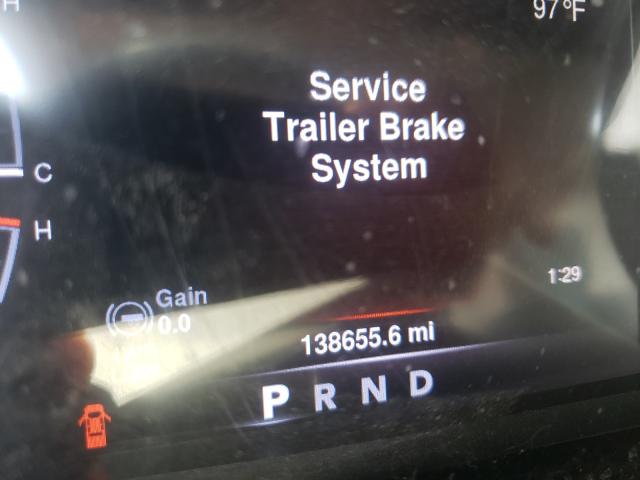 H
97°F
Service
Trailer Brake
System
C
H
1:29
Gain
0.0
138655.6 mi
P R N D